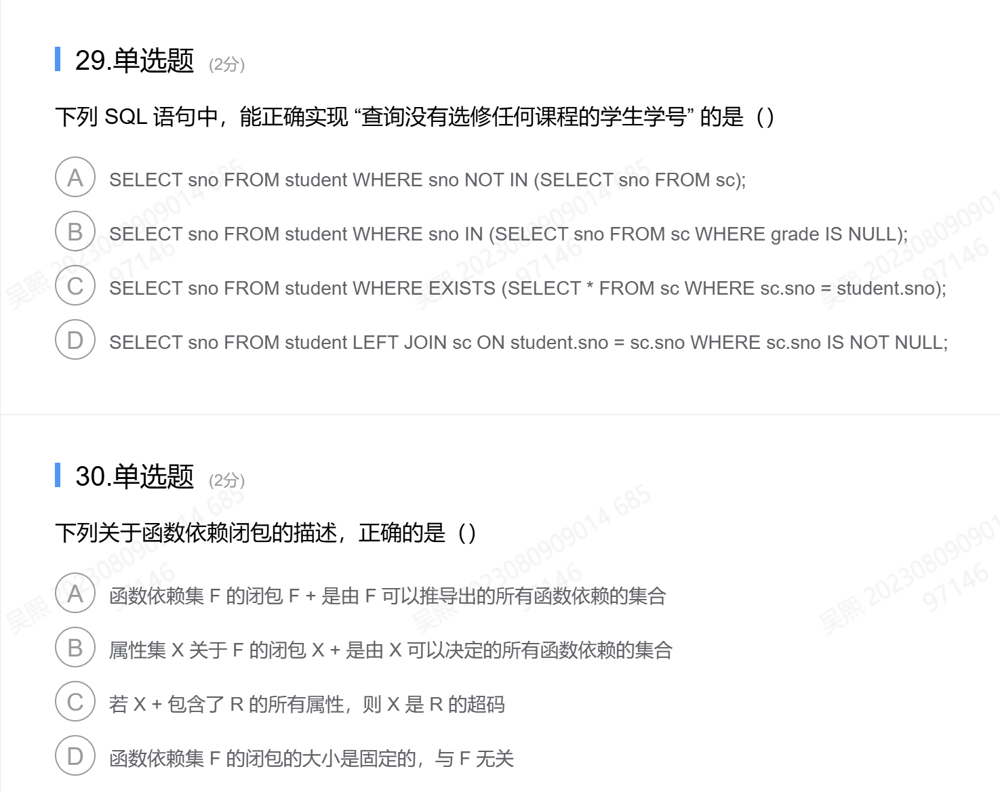 29.单选题 (2分)
下列 SQL 语句中，能正确实现 “查询没有选修任何课程的学生学号” 的是（）
A SELECT sno FROM student WHERE sno NOT IN (SELECT sno FROM sc);
B SELECT sno FROM student WHERE sno IN (SELECT sno FROM sc WHERE grade IS NULL);
C SELECT sno FROM student WHERE EXISTS (SELECT * FROM sc WHERE sc.sno = student.sno);
D SELECT sno FROM student LEFT JOIN sc ON student.sno = sc.sno WHERE sc.sno IS NOT NULL;
30.单选题 (2分)
下列关于函数依赖闭包的描述，正确的是（）
A 函数依赖集 F 的闭包 F + 是由 F 可以推导出的所有函数依赖的集合
B 属性集 X 关于 F 的闭包 X + 是由 X 可以决定的所有函数依赖的集合
C 若 X + 包含了 R 的所有属性，则 X 是 R 的超码
D 函数依赖集 F 的闭包的大小是固定的，与 F 无关
吴熙 202308090​9014 685
97146